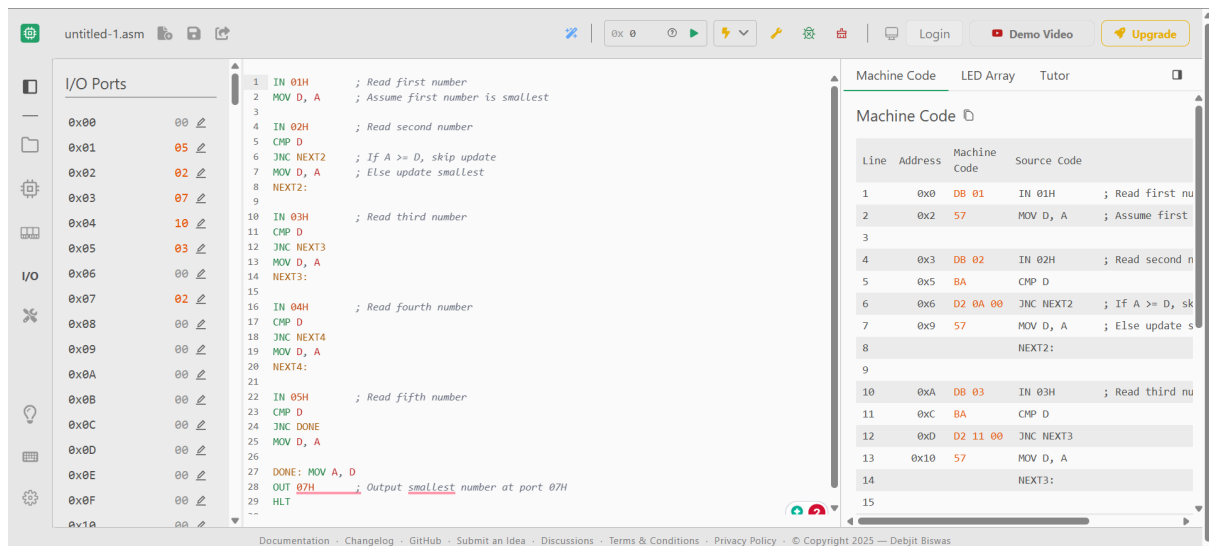 untitled-1.asm
0x 0
Login
Demo Video
Upgrade
I/O Ports
0x00 00
0x01 05
0x02 02
0x03 07
0x04 10
0x05 03
0x06 00
0x07 02
0x08 00
0x09 00
0x0A 00
0x0B 00
0x0C 00
0x0D 00
0x0E 00
0x0F 00
0x10 00
I/O
1 IN 01H ; Read first number
2 MOV D, A ; Assume first number is smallest
3
4 IN 02H ; Read second number
5 CMP D
6 JNC NEXT2 ; If A >= D, skip update
7 MOV D, A ; Else update smallest
8 NEXT2:
9
10 IN 03H ; Read third number
11 CMP D
12 JNC NEXT3
13 MOV D, A
14 NEXT3:
15
16 IN 04H ; Read fourth number
17 CMP D
18 JNC NEXT4
19 MOV D, A
20 NEXT4:
21
22 IN 05H ; Read fifth number
23 CMP D
24 JNC DONE
25 MOV D, A
26
27 DONE: MOV A, D
28 OUT 07H ; Output smallest number at port 07H
29 HLT
2
Machine Code LED Array Tutor
Machine Code
Line Address Machine Code Source Code
1 0x0 DB 01 IN 01H ; Read first nu
2 0x2 57 MOV D, A ; Assume first
3
4 0x3 DB 02 IN 02H ; Read second n
5 0x5 BA CMP D
6 0x6 D2 0A 00 JNC NEXT2 ; If A >= D, sk
7 0x9 57 MOV D, A ; Else update s
8 NEXT2:
9
10 0xA DB 03 IN 03H ; Read third nu
11 0xC BA CMP D
12 0xD D2 11 00 JNC NEXT3
13 0x10 57 MOV D, A
14 NEXT3:
15
Documentation · Changelog · GitHub · Submit an Idea · Discussions · Terms & Conditions · Privacy Policy · © Copyright 2025 — Debjit Biswas